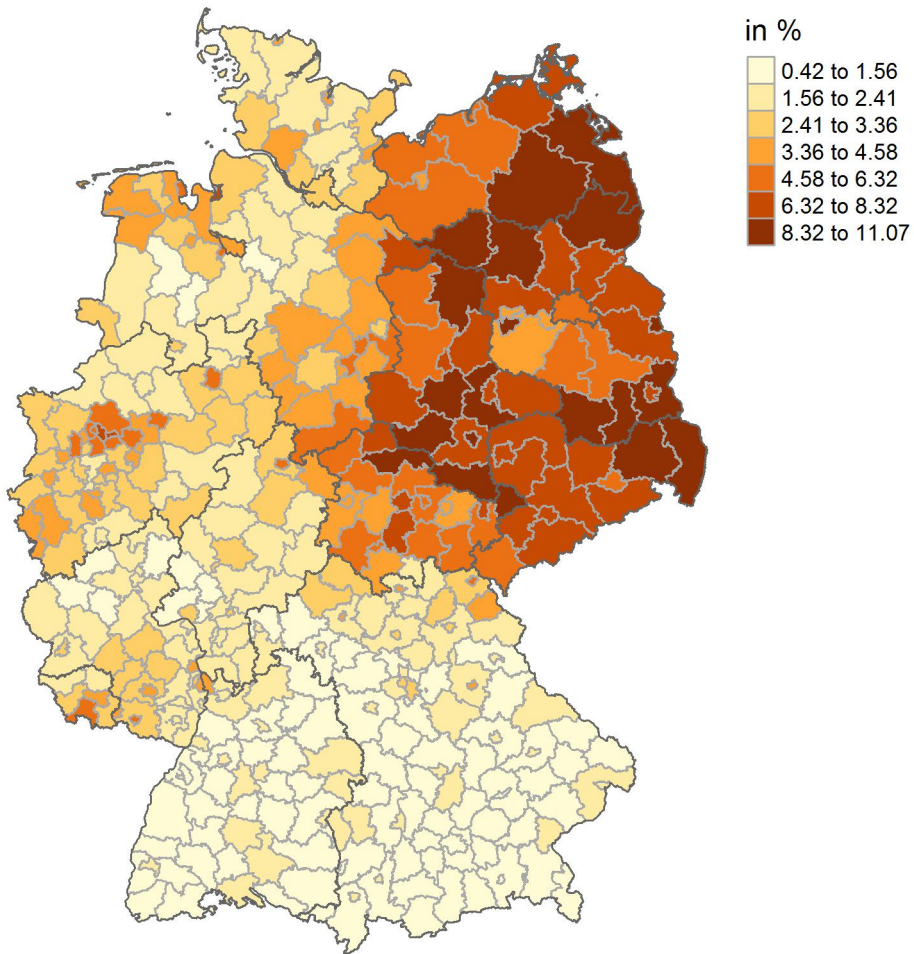 in %
0.42 to 1.56
1.56 to 2.41
2.41 to 3.36
3.36 to 4.58
4.58 to 6.32
6.32 to 8.32
8.32 to 11.07